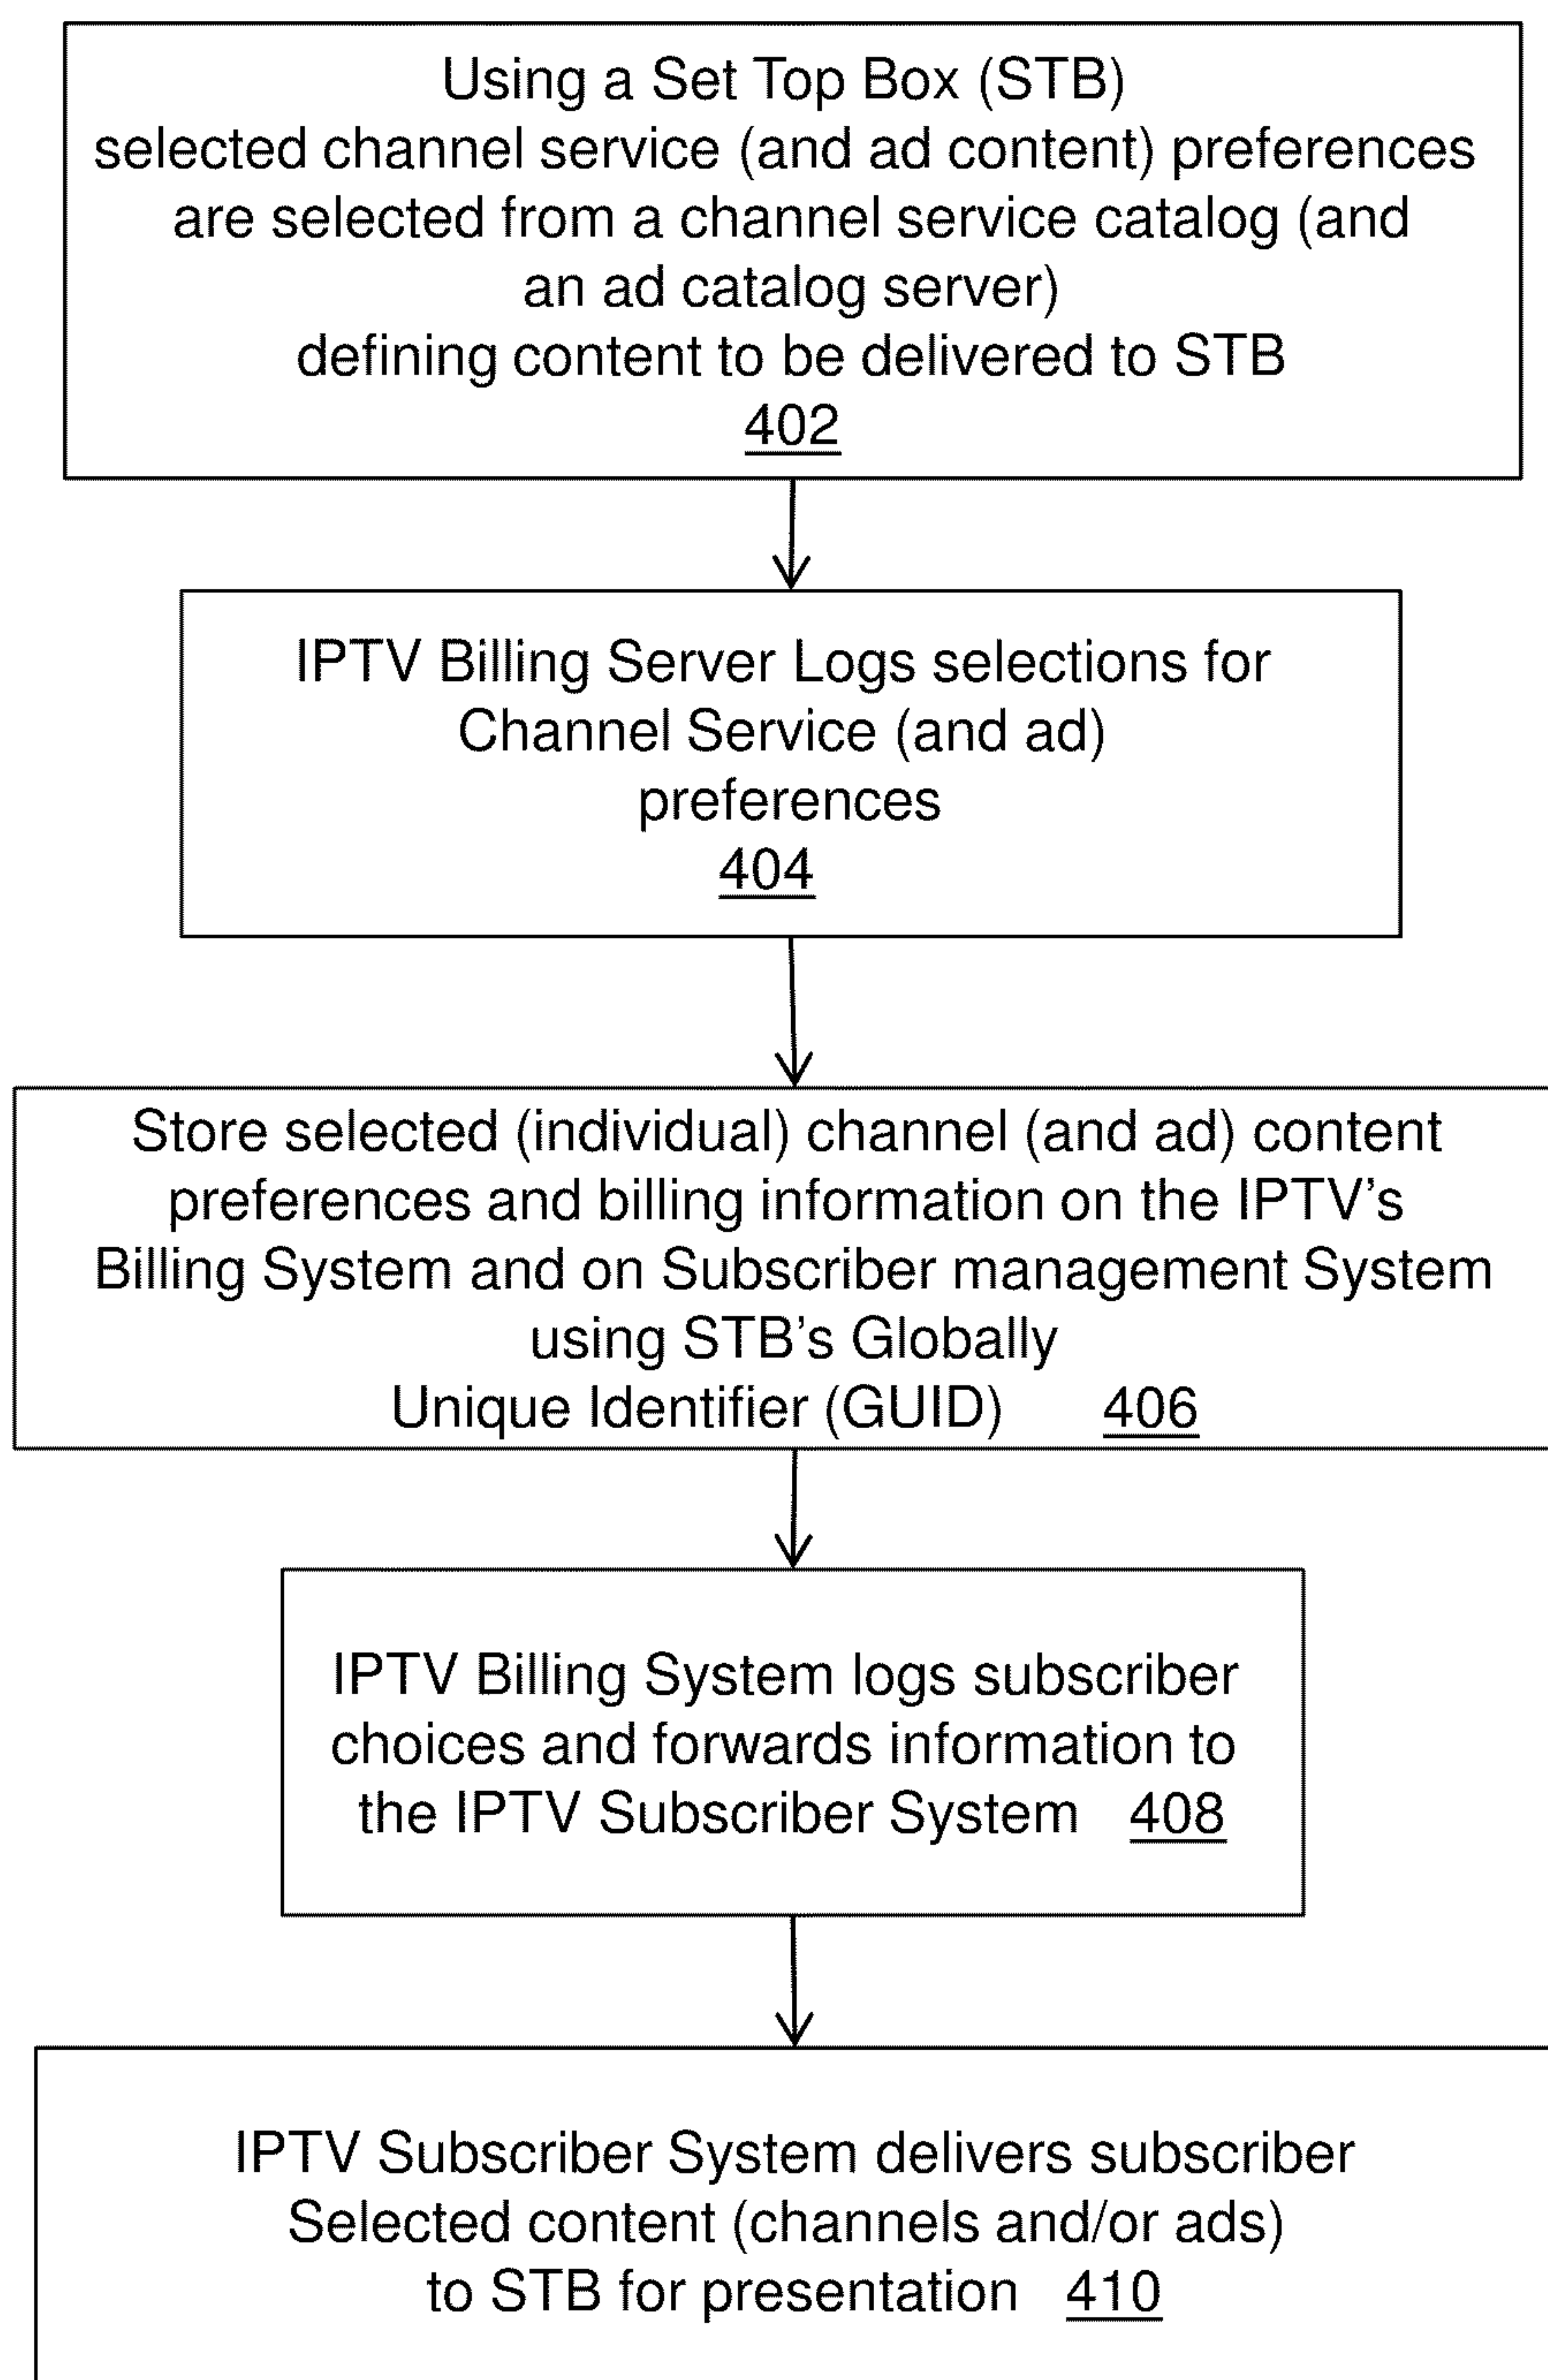 Using a Set Top Box (STB)
selected channel service (and ad content) preferences
are selected from a channel service catalog (and
an ad catalog server)
defining content to be delivered to STB
402
IPTV Billing Server Logs selections for
Channel Service (and ad)
preferences
404
Store selected (individual) channel (and ad) content
preferences and billing information on the IPTV's
Billing System and on Subscriber management System
using STB's Globally
Unique Identifier (GUID) 406
IPTV Billing System logs subscriber
choices and forwards information to
the IPTV Subscriber System 408
IPTV Subscriber System delivers subscriber
Selected content (channels and/or ads)
to STB for presentation 410